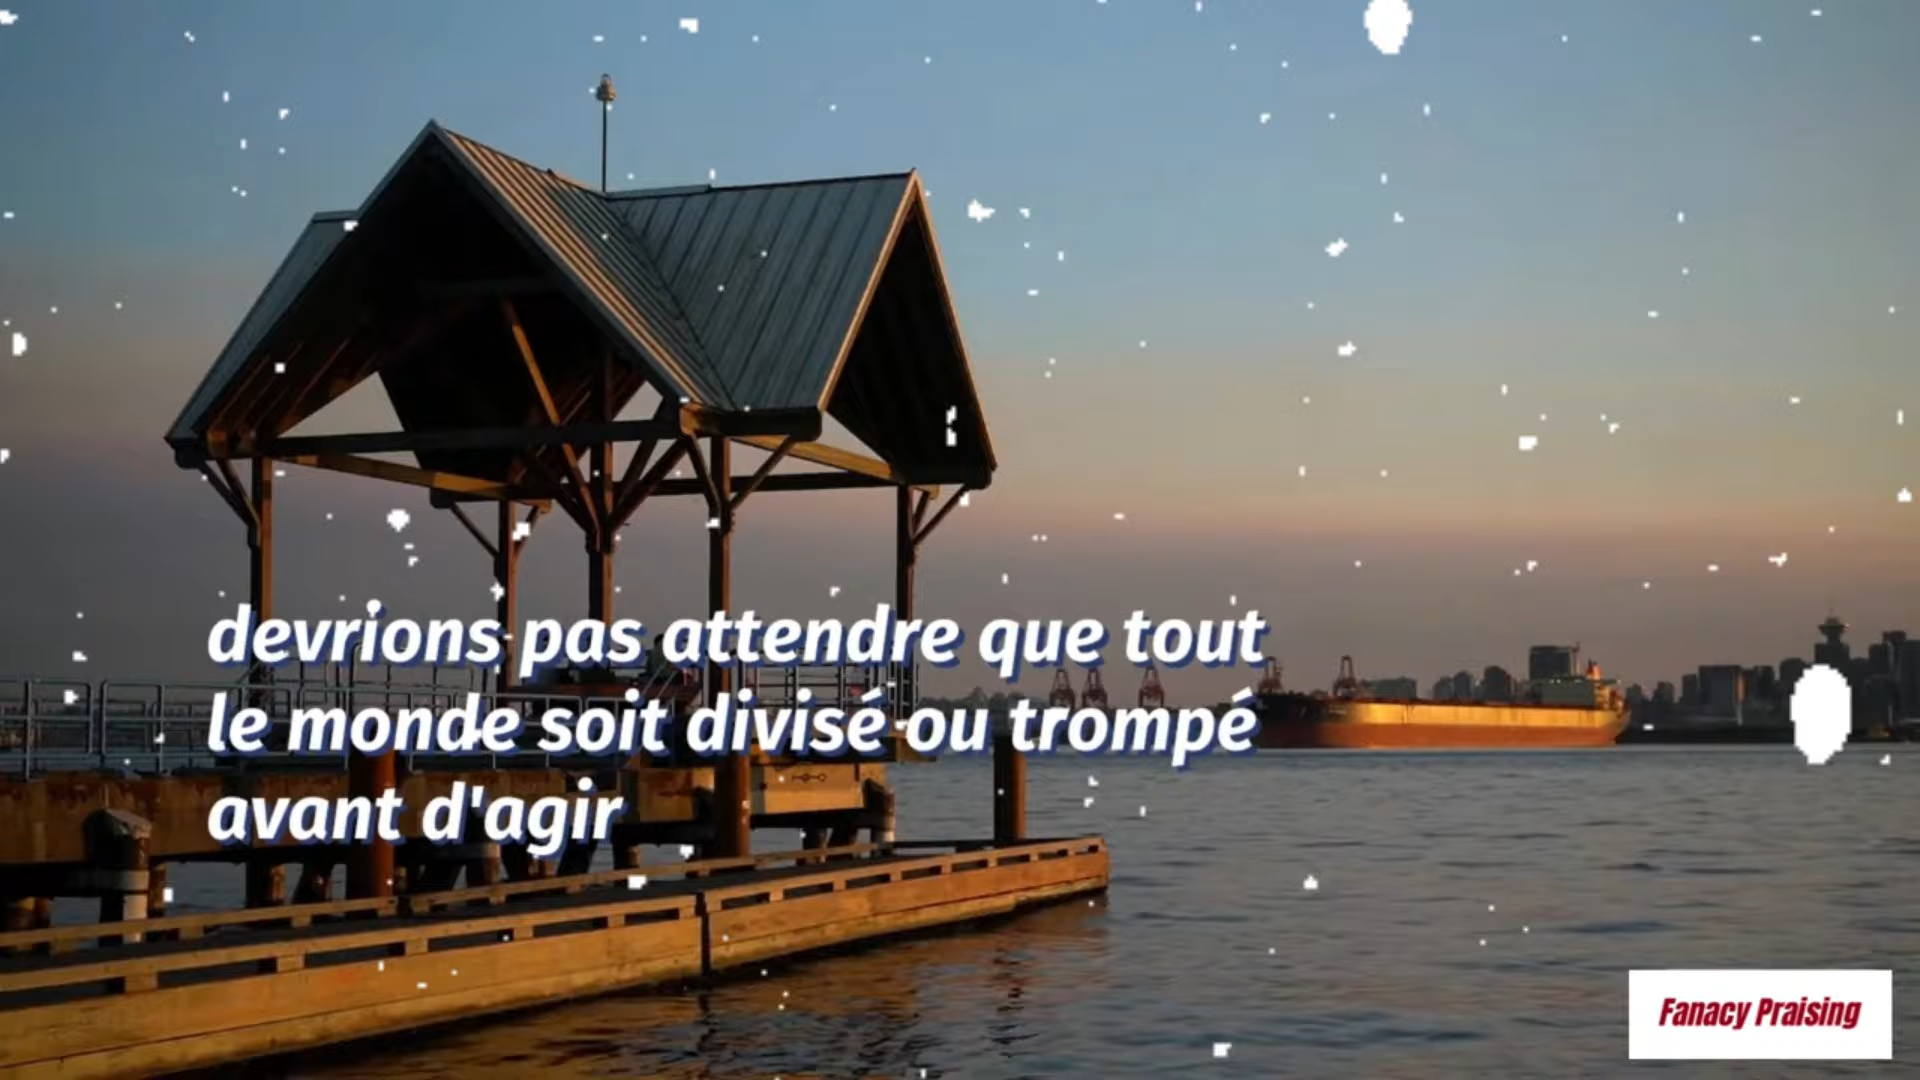 devrions pas attendre que tout
le monde soit divisé ou trompé
avant d'agir
Fanacy Praising